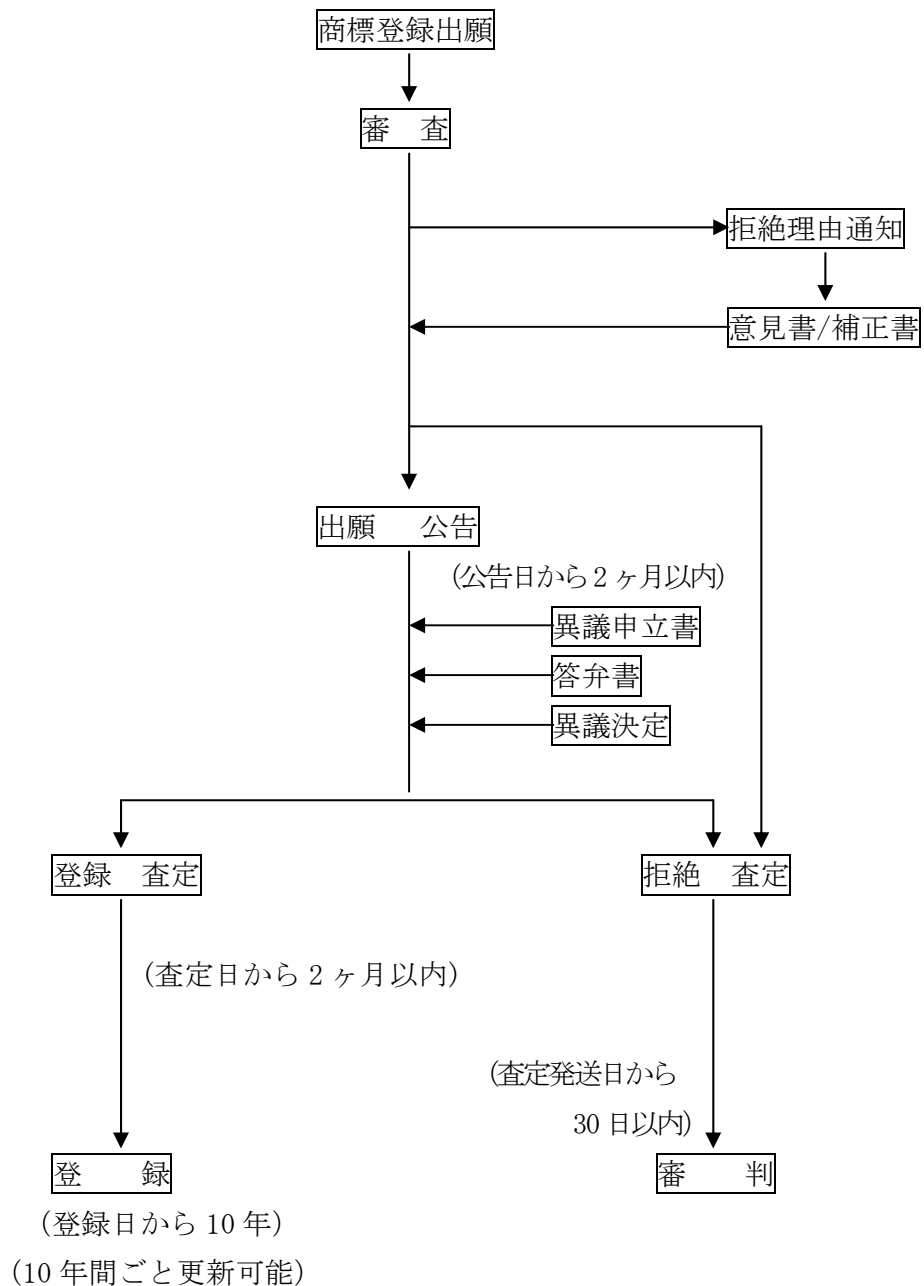 商標登録出願
審　査
拒絶理由通知
意見書/補正書
出願　公告
(公告日から2ヶ月以内)
異議申立書
答弁書
異議決定
登録　査定
拒絶　査定
(査定日から2ヶ月以内)
(査定発送日から
30日以内)
登　　録
審　　判
(登録日から10年)
(10年間ごと更新可能)